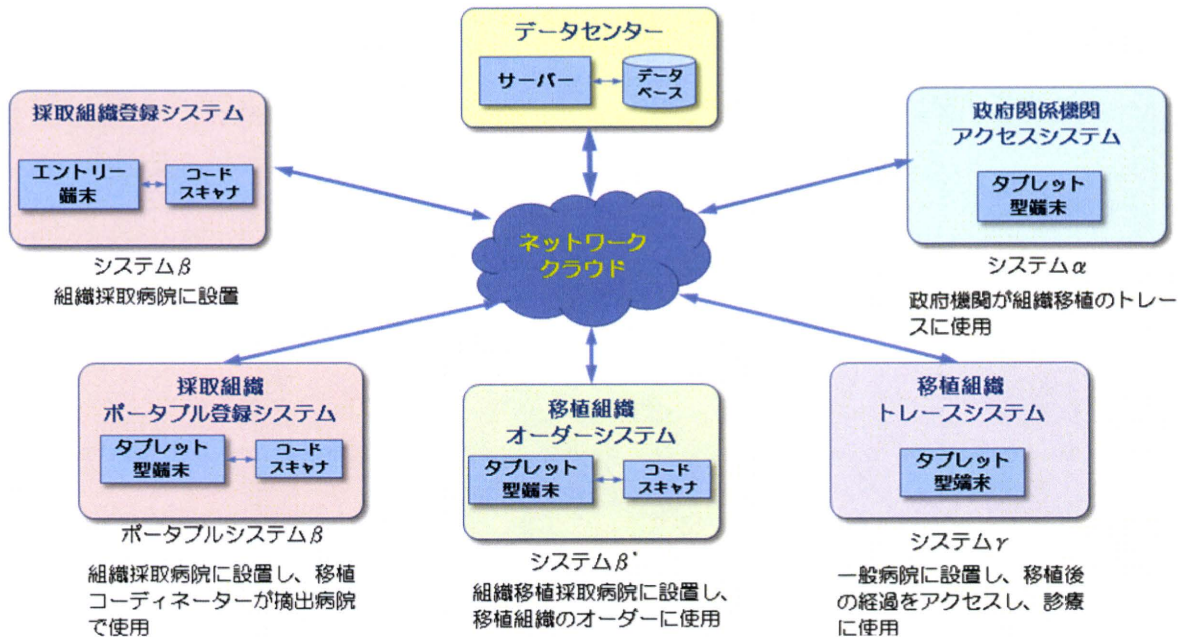 データセンター
サーバー
データ
ベース
採取組織登録システム
エントリー
端末
コード
スキャナ
システムβ
組織採取病院に設置
政府関係機関
アクセスシステム
タブレット
型端末
システムα
政府機関が組織移植のトレー
スに使用
ネットワーク
クラウド
採取組織
ポータブル登録システム
タブレット
型端末
コード
スキャナ
ポータブルシステムβ
組織採取病院に設置し、移植
コーディネーターが摘出病院
で使用
移植組織
オーダーシステム
タブレット
型端末
コード
スキャナ
システムβ'
組織移植採取病院に設置し、
移植組織のオーダーに使用
移植組織
トレースシステム
タブレット
型端末
システムγ
一般病院に設置し、移植後
の経過をアクセスし、診療
に使用